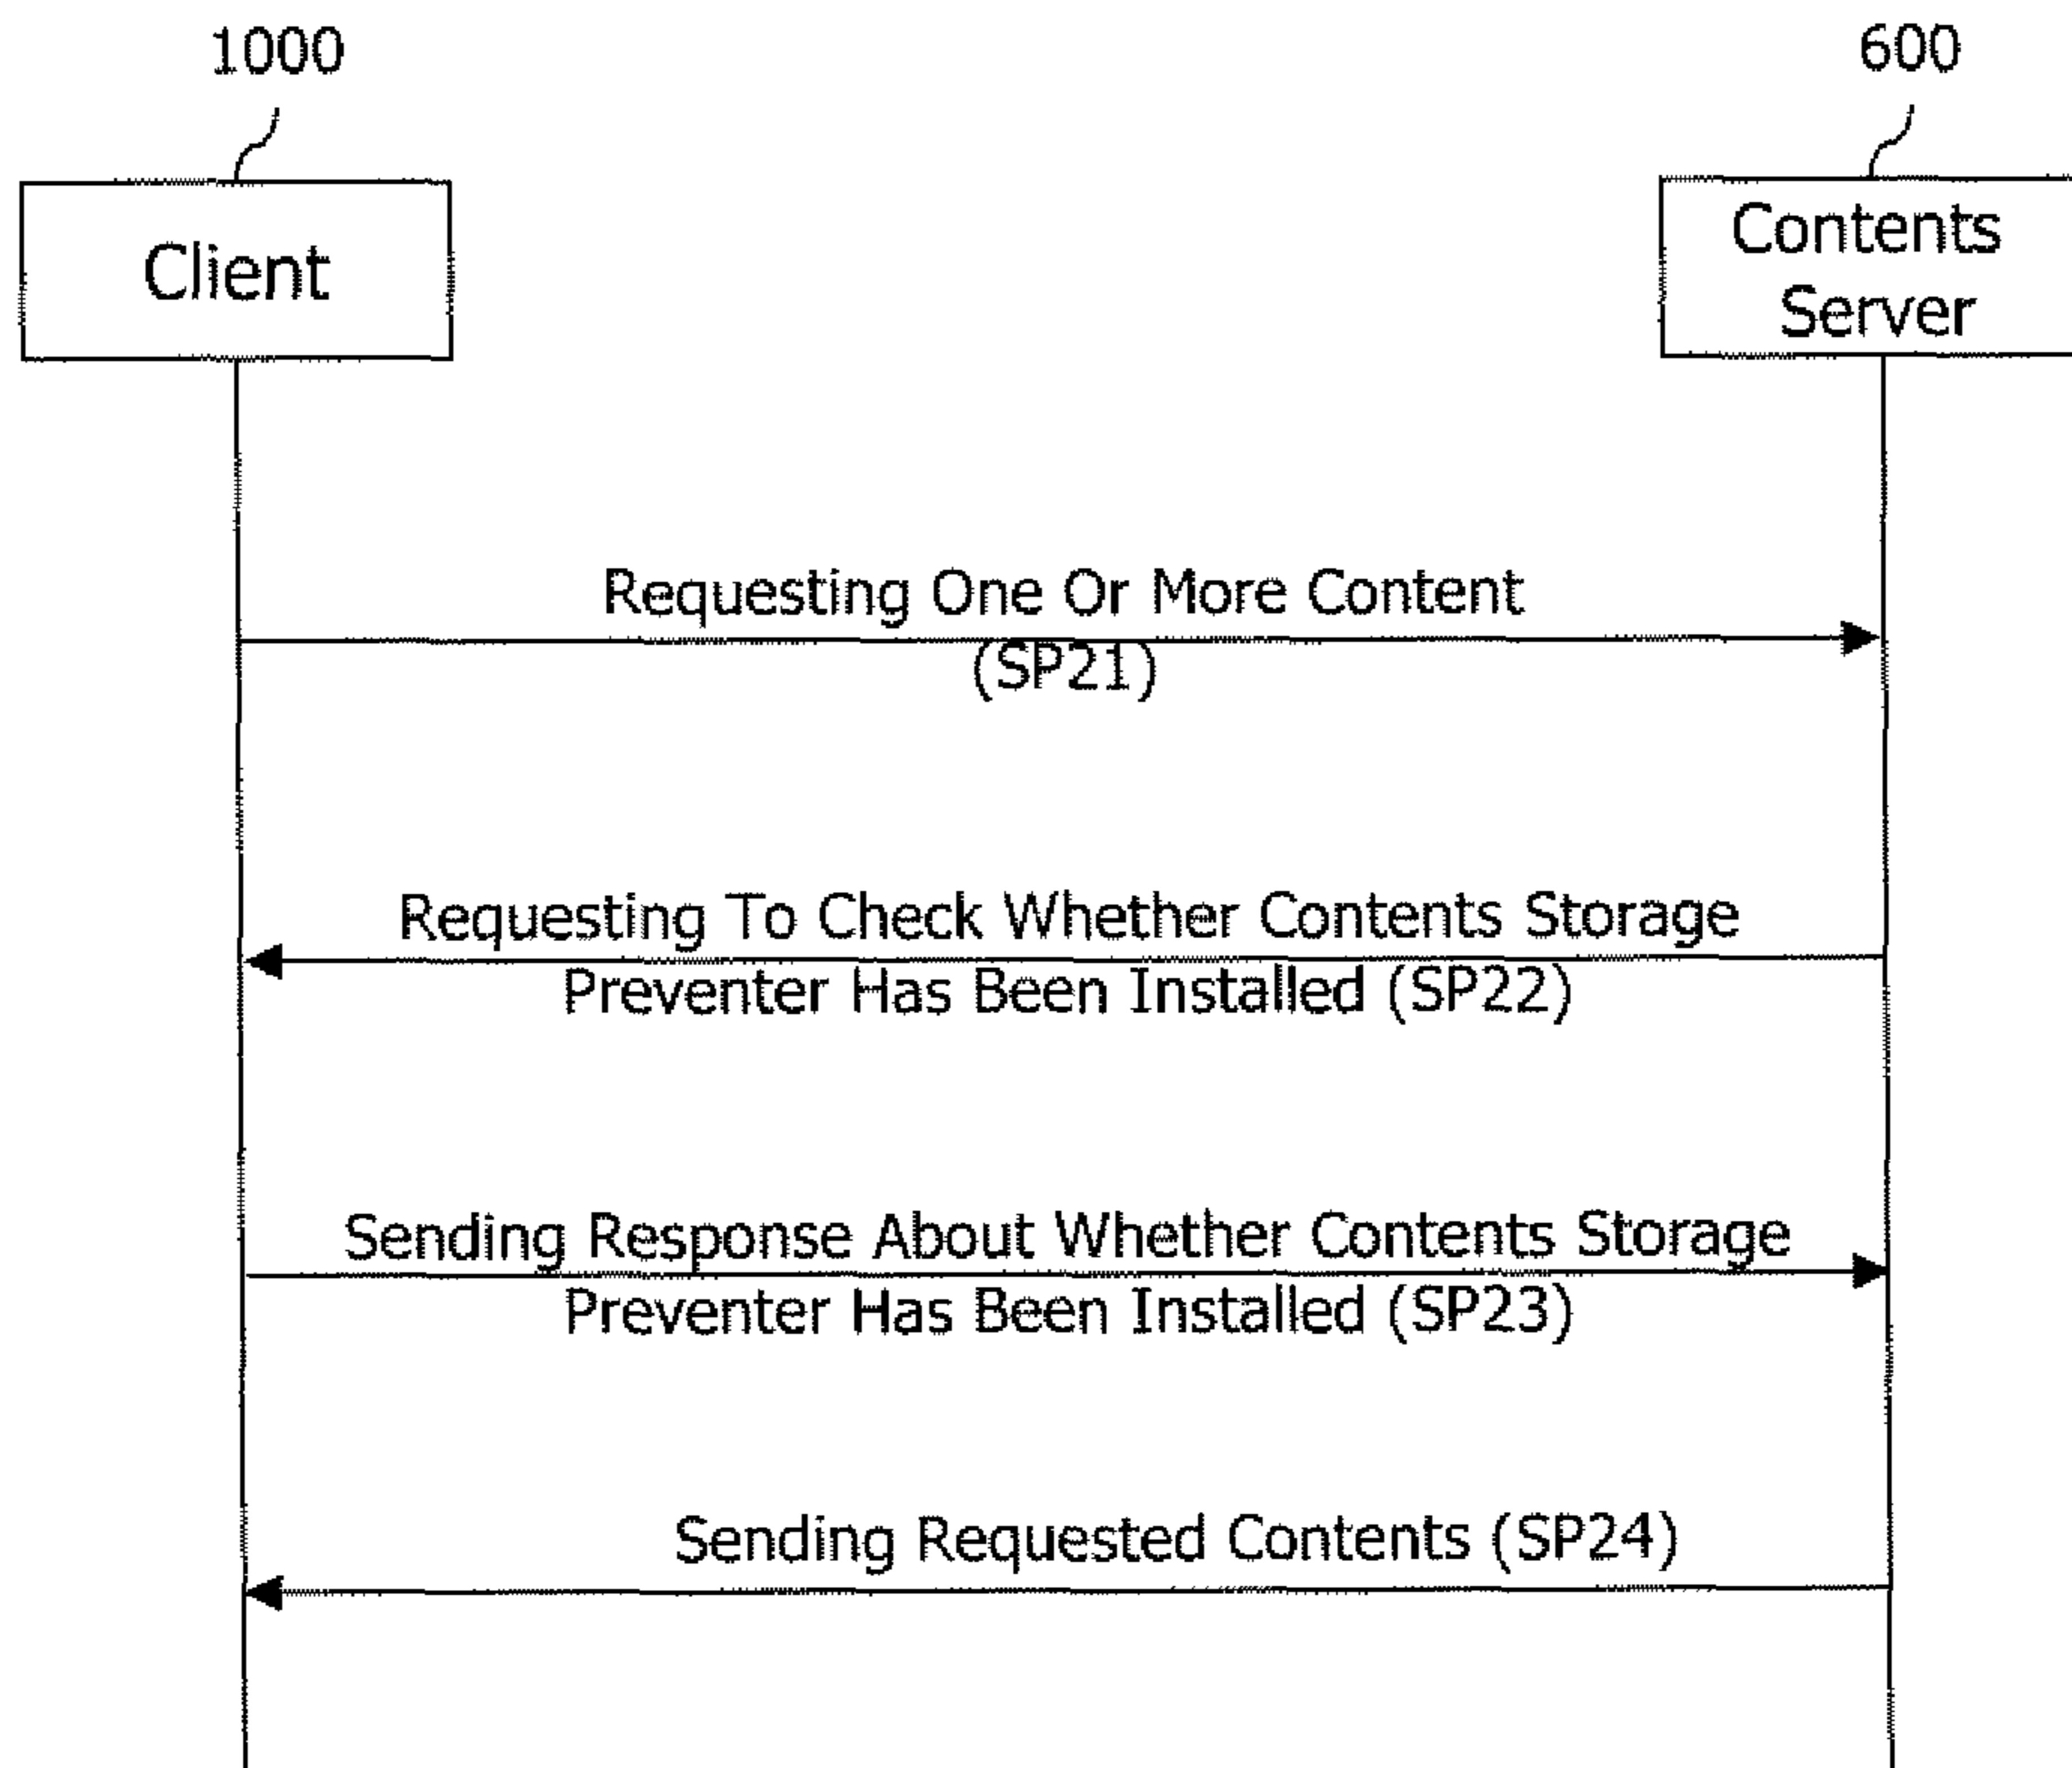 1000
600
Client
Contents
Server
Requesting One Or More Content
(SP21)
Requesting To Check Whether Contents Storage
Preventer Has Been Installed (SP22)
Sending Response About Whether Contents Storage
Preventer Has Been Installed (SP23)
Sending Requested Contents (SP24)